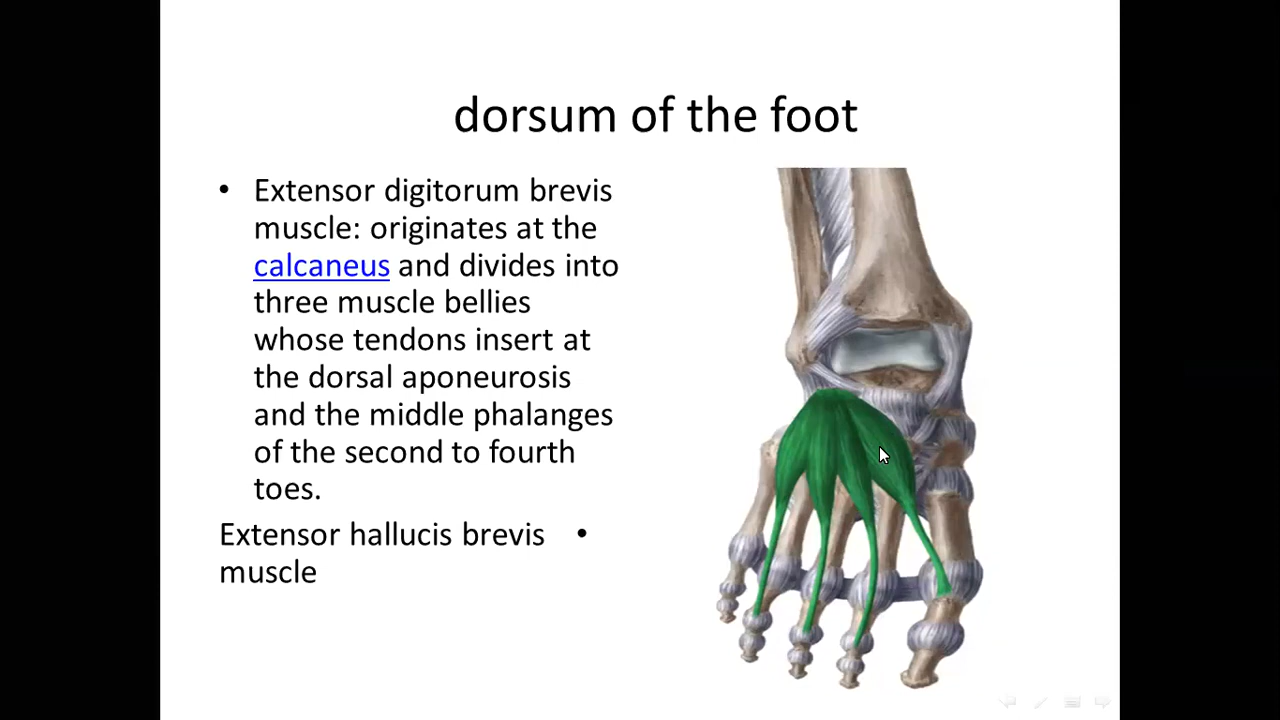 dorsum of the foot
• Extensor digitorum brevis
muscle: originates at the
calcaneus and divides into
three muscle bellies
whose tendons insert at
the dorsal aponeurosis
and the middle phalanges
of the second to fourth
toes.
Extensor hallucis brevis •
muscle